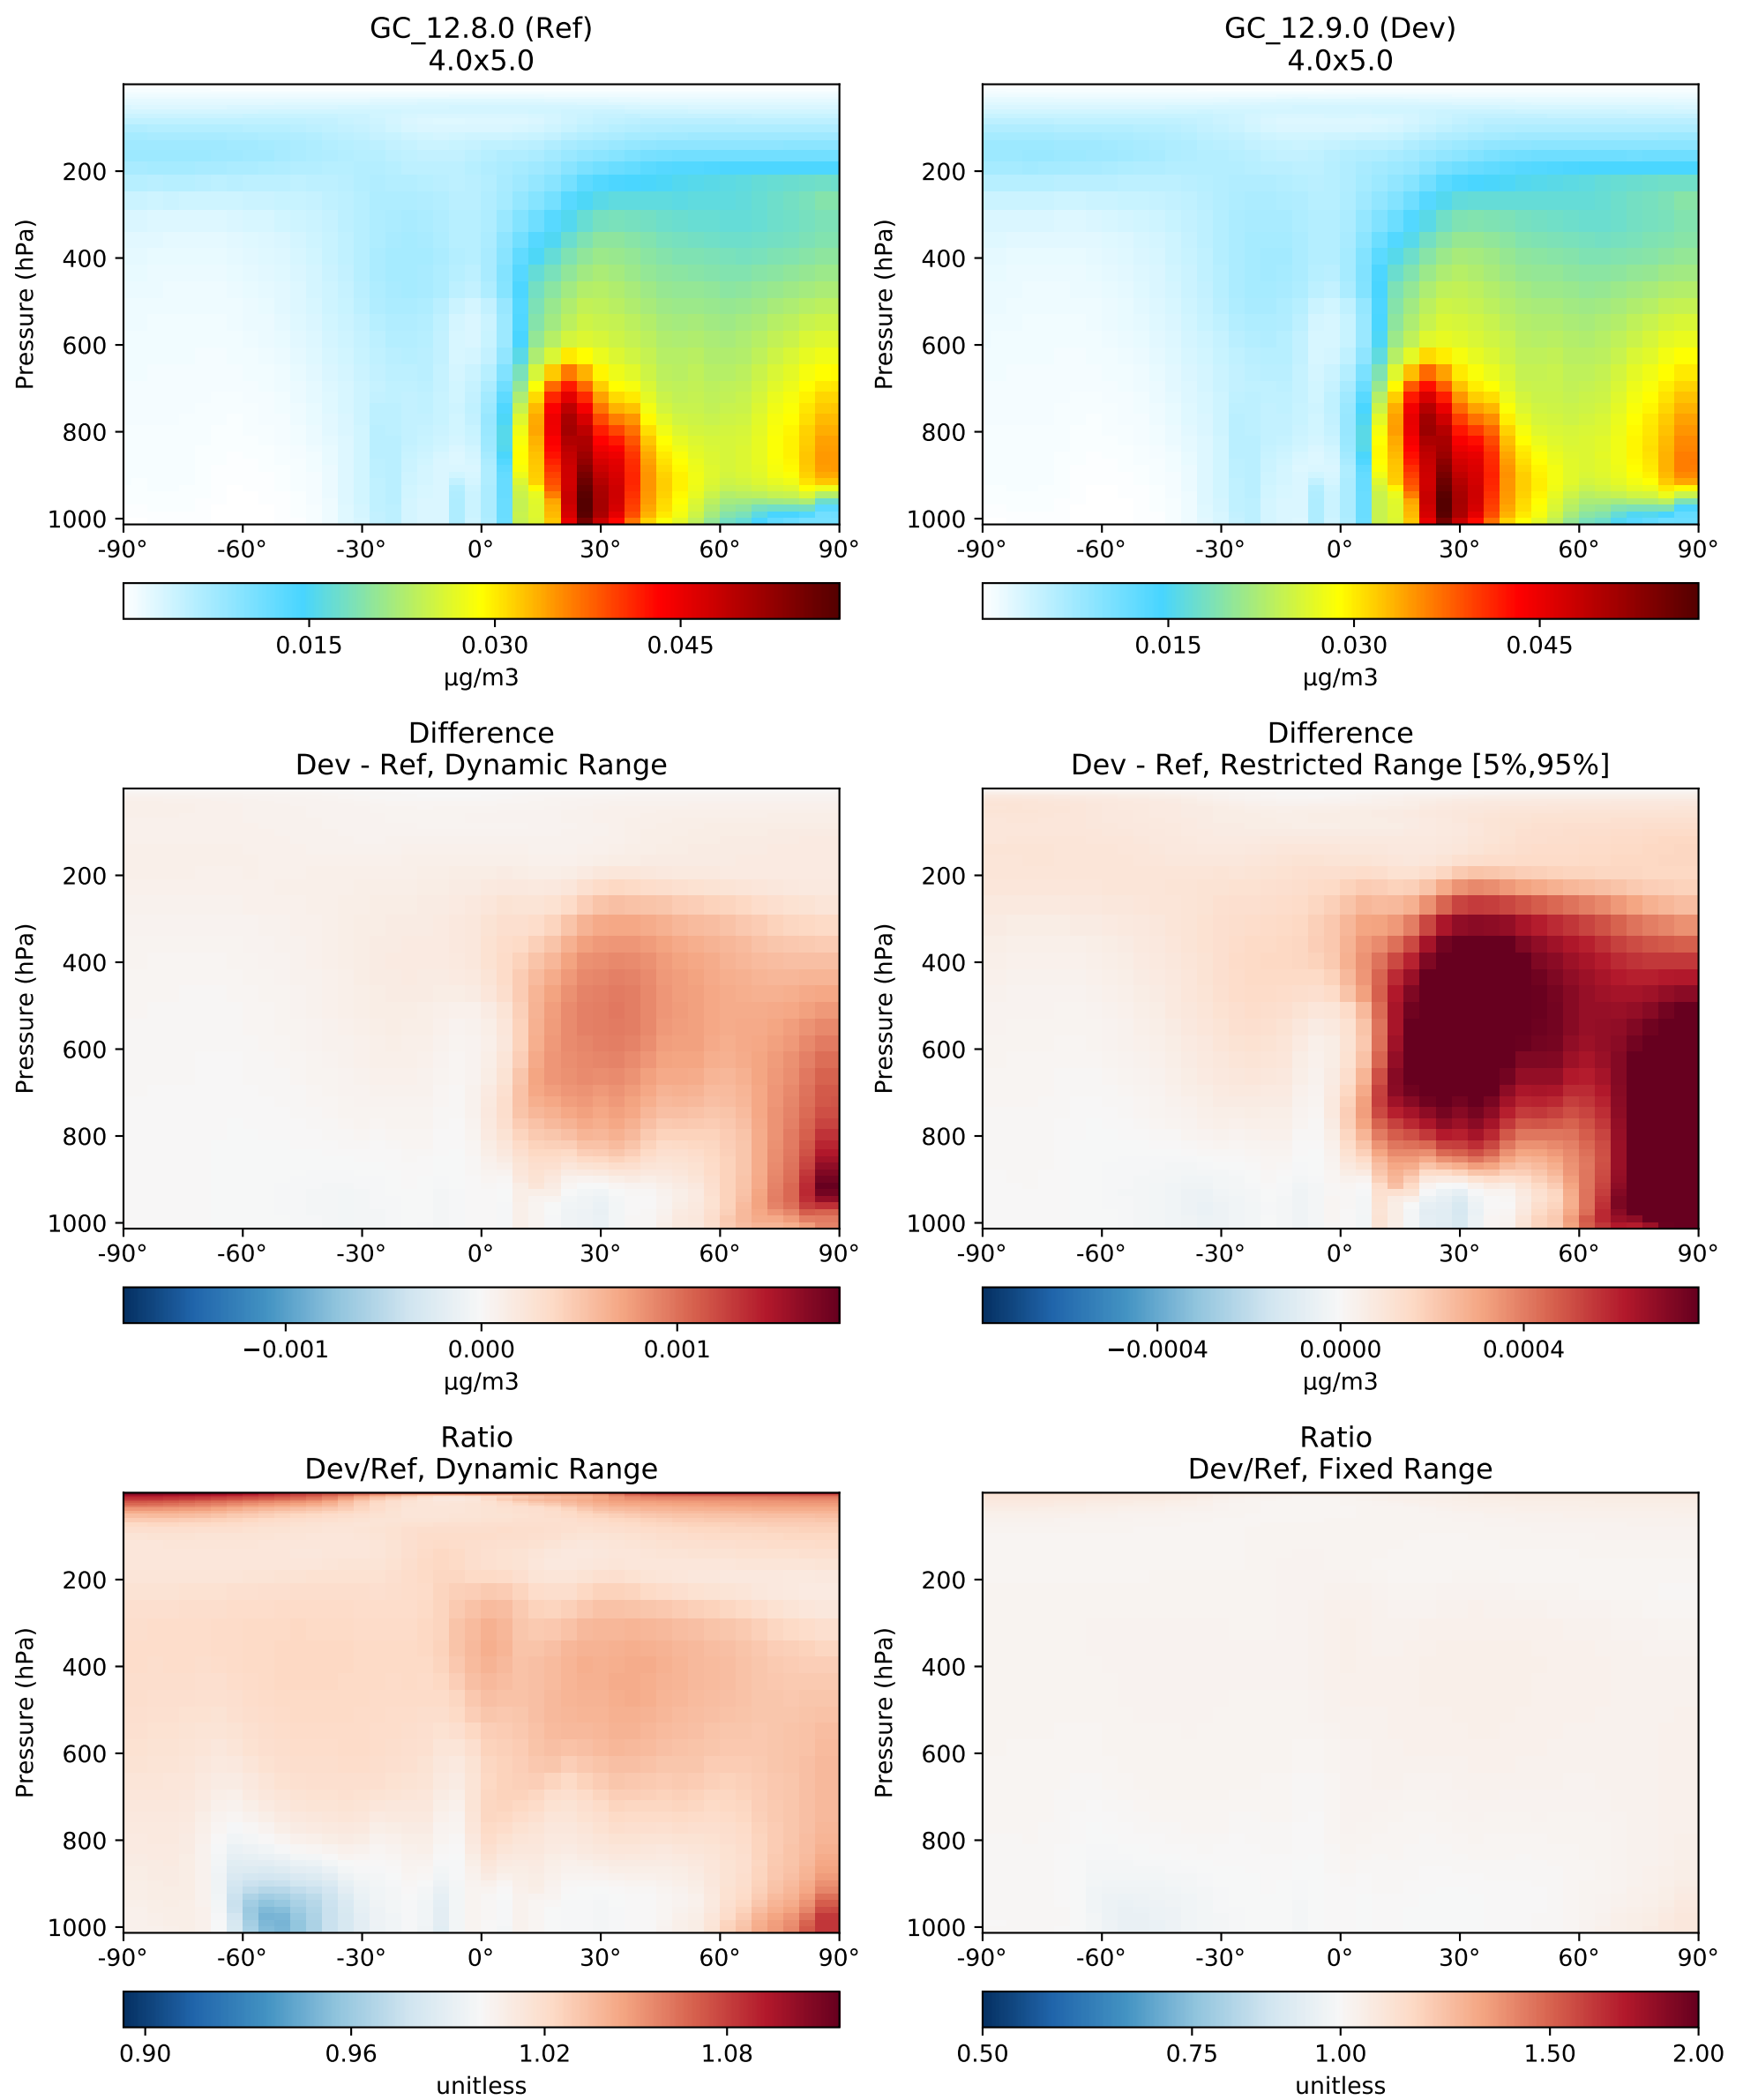 GC_12.8.0 (Ref)
4.0x5.0
Pressure (hPa)
200
400
600
800
1000
-90° -60° -30° 0° 30° 60° 90°
0.015 0.030 0.045
μg/m3
GC_12.9.0 (Dev)
4.0x5.0
Pressure (hPa)
200
400
600
800
1000
-90° -60° -30° 0° 30° 60° 90°
0.015 0.030 0.045
μg/m3
Difference
Dev - Ref, Dynamic Range
Pressure (hPa)
200
400
600
800
1000
-90° -60° -30° 0° 30° 60° 90°
−0.001 0.000 0.001
μg/m3
Difference
Dev - Ref, Restricted Range [5%,95%]
Pressure (hPa)
200
400
600
800
1000
-90° -60° -30° 0° 30° 60° 90°
−0.0004 0.0000 0.0004
μg/m3
Ratio
Dev/Ref, Dynamic Range
Pressure (hPa)
200
400
600
800
1000
-90° -60° -30° 0° 30° 60° 90°
0.90 0.96 1.02 1.08
unitless
Ratio
Dev/Ref, Fixed Range
Pressure (hPa)
200
400
600
800
1000
-90° -60° -30° 0° 30° 60° 90°
0.50 0.75 1.00 1.50 2.00
unitless